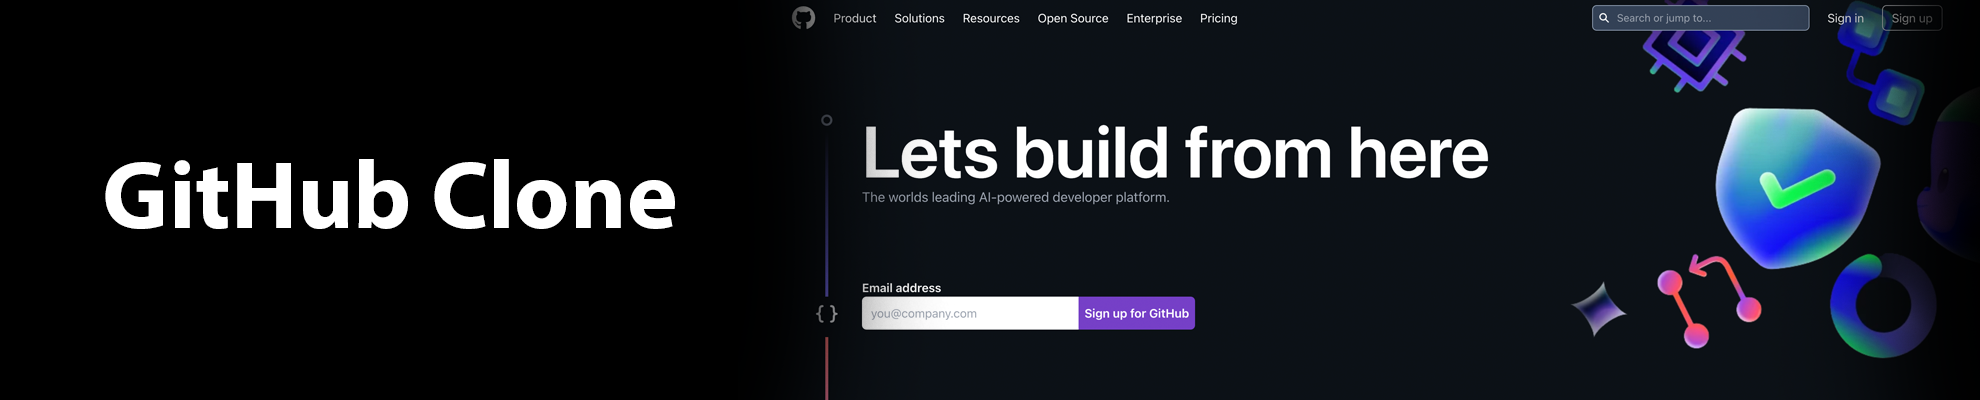 GitHub Clone
Product Solutions Resources Open Source Enterprise Pricing
Search or jump to...
Sign in
Sign up
Lets build from here
The worlds leading AI-powered developer platform.
Email address
you@company.com
Sign up for GitHub